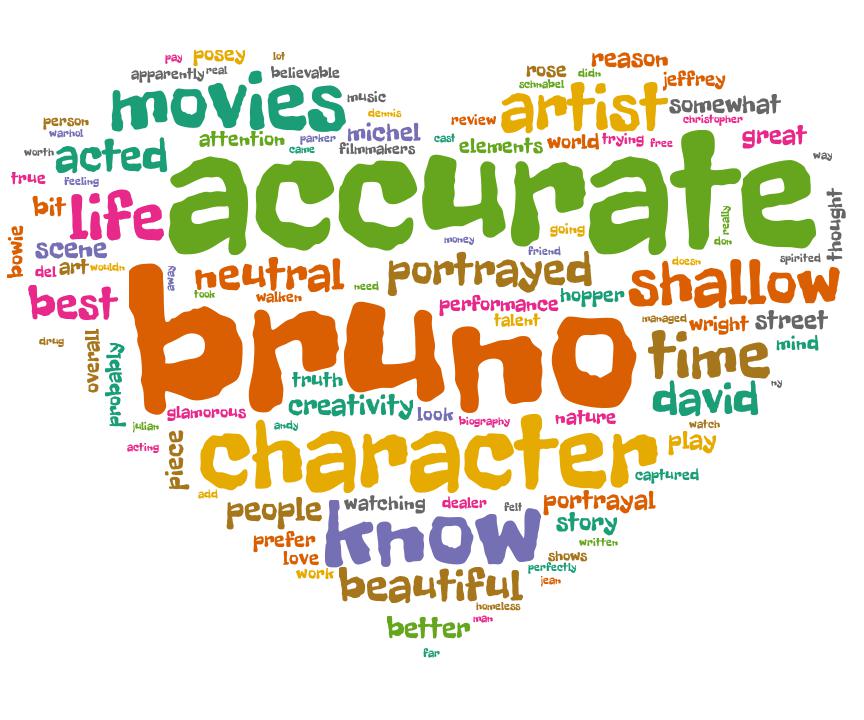 pay posey lot
apparently real believable
rose didn reason
schnabel jeffrey
movies music
artist somewhat
person dennis
christopher
warhol attention parker michel
review cast elements world trying free great
worth acted came filmmakers
way
true feeling
accurate
bit life
bowie scene
money going friend
really don thought
del art wouldn
away neutral need portrayed doesn spirited
best took walken
performance hopper shallow
talent managed wright street
drug overall probably
bruno
time mind
ny
truth
glamorous creativity look biography nature david
julian andy watch
acting piece character play
captured
add
people watching dealer felt portrayal
prefer know story
written
love shows
work perfectly
beautiful jean
homeless
better man
far